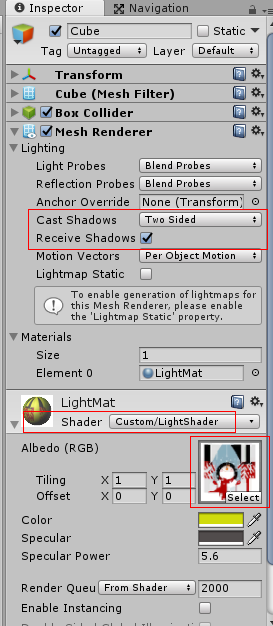 Inspector Navigation
Cube Static
Tag Untagged Layer Default
Transform
Cube (Mesh Filter)
Box Collider
Mesh Renderer
Lighting
Light Probes Blend Probes
Reflection Probes Blend Probes
Anchor Override None (Transform)
Cast Shadows Two Sided
Receive Shadows
Motion Vectors Per Object Motion
Lightmap Static
To enable generation of lightmaps for
this Mesh Renderer, please enable
the 'Lightmap Static' property.
Materials
Size 1
Element 0 LightMat
LightMat
Shader Custom/LightShader
Albedo (RGB)
Tiling X 1 Y 1
Offset X 0 Y 0
Select
Color
Specular
Specular Power 5.6
Render Queu From Shader 2000
Enable Instancing